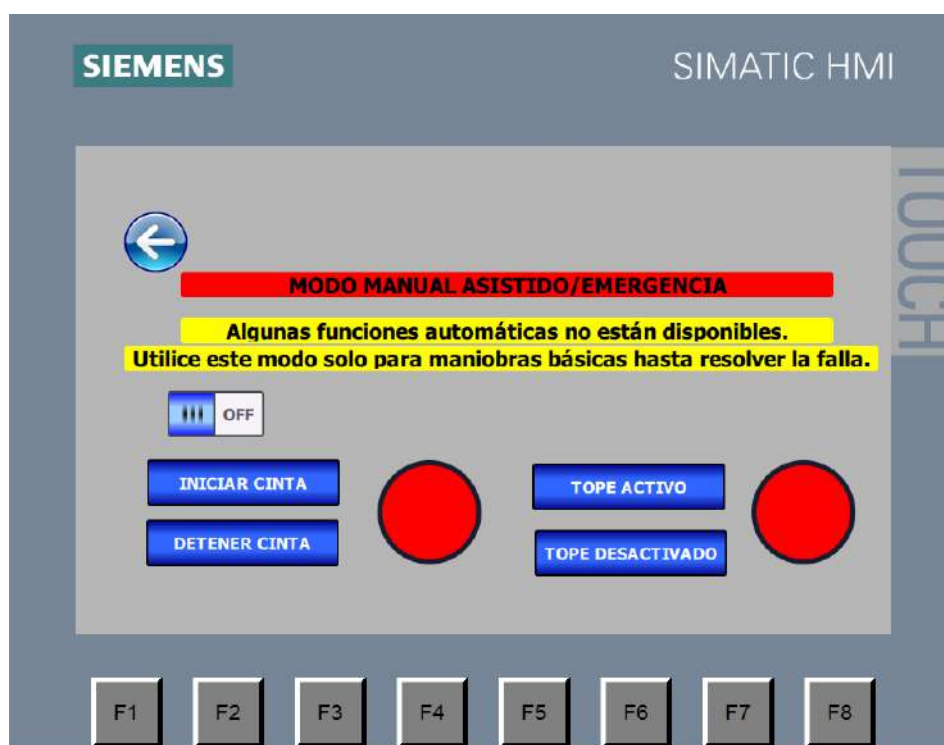 SIEMENS
SIMATIC HMI
TOUCH
MODO MANUAL ASISTIDO/EMERGENCIA
Algunas funciones automáticas no están disponibles.
Utilice este modo solo para maniobras básicas hasta resolver la falla.
OFF
INICIAR CINTA
TOPE ACTIVO
DETENER CINTA
TOPE DESACTIVADO
F1 F2 F3 F4 F5 F6 F7 F8